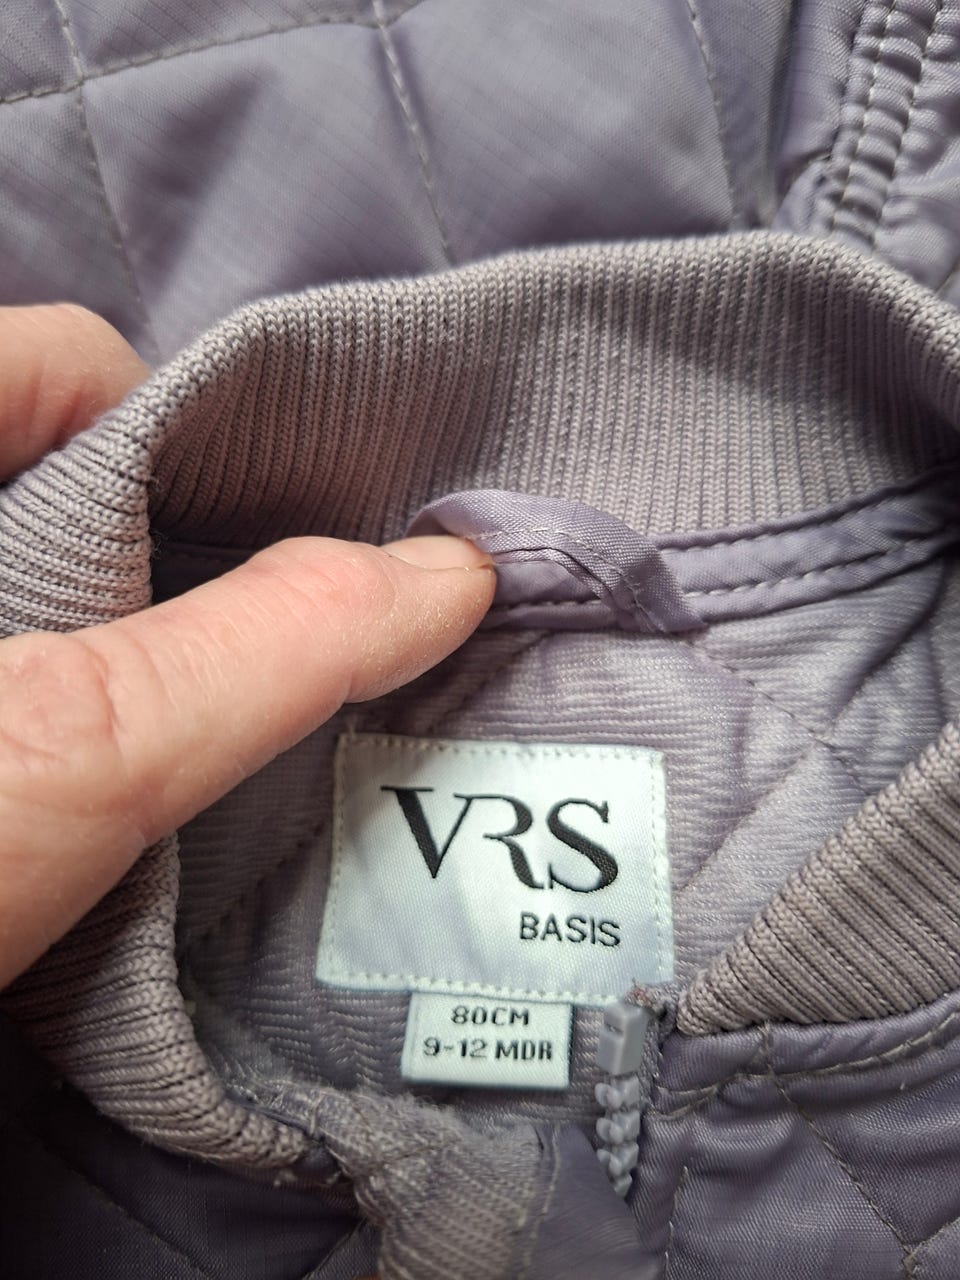 VRS
BASIS
80CM
9-12 MDR